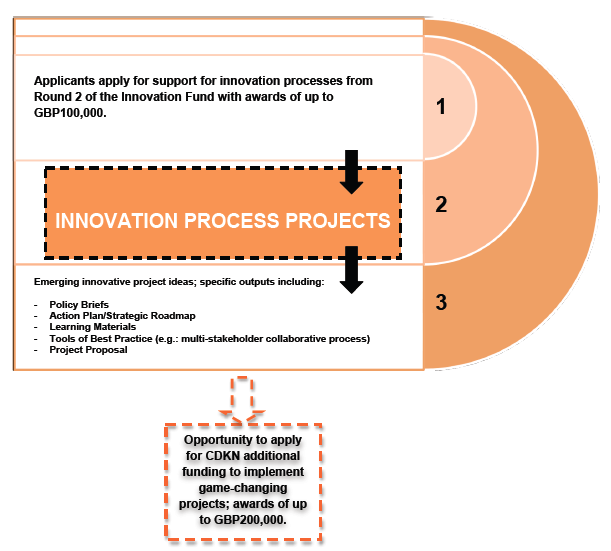 Applicants apply for support for innovation processes from
Round 2 of the Innovation Fund with awards of up to
GBP100,000.
1
INNOVATION PROCESS PROJECTS
2
Emerging innovative project ideas; specific outputs including:
- Policy Briefs
- Action Plan/Strategic Roadmap
- Learning Materials
- Tools of Best Practice (e.g.: multi-stakeholder collaborative process)
- Project Proposal
3
Opportunity to apply
for CDKN additional
funding to implement
game-changing
projects; awards of up
to GBP200,000.